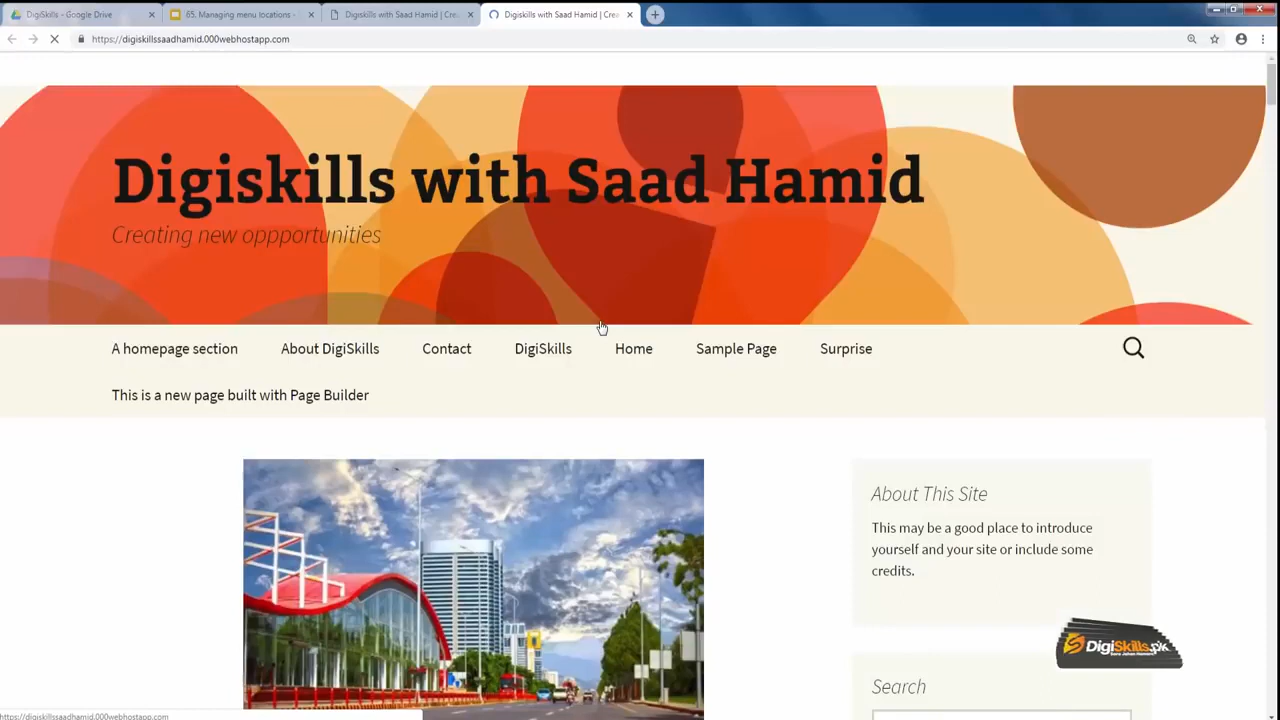 DigiSkills - Google Drive
65. Managing menu locations -
Digiskills with Saad Hamid | Cre
Digiskills with Saad Hamid | Crea
https://digiskillssaadhamid.000webhostapp.com
Digiskills with Saad Hamid
Creating new oppportunities
A homepage section
About DigiSkills
Contact
DigiSkills
Home
Sample Page
Surprise
This is a new page built with Page Builder
About This Site
This may be a good place to introduce
yourself and your site or include some
credits.
DigiSkills.pk
Search
https://digiskillssaadhamid.000webhostapp.com